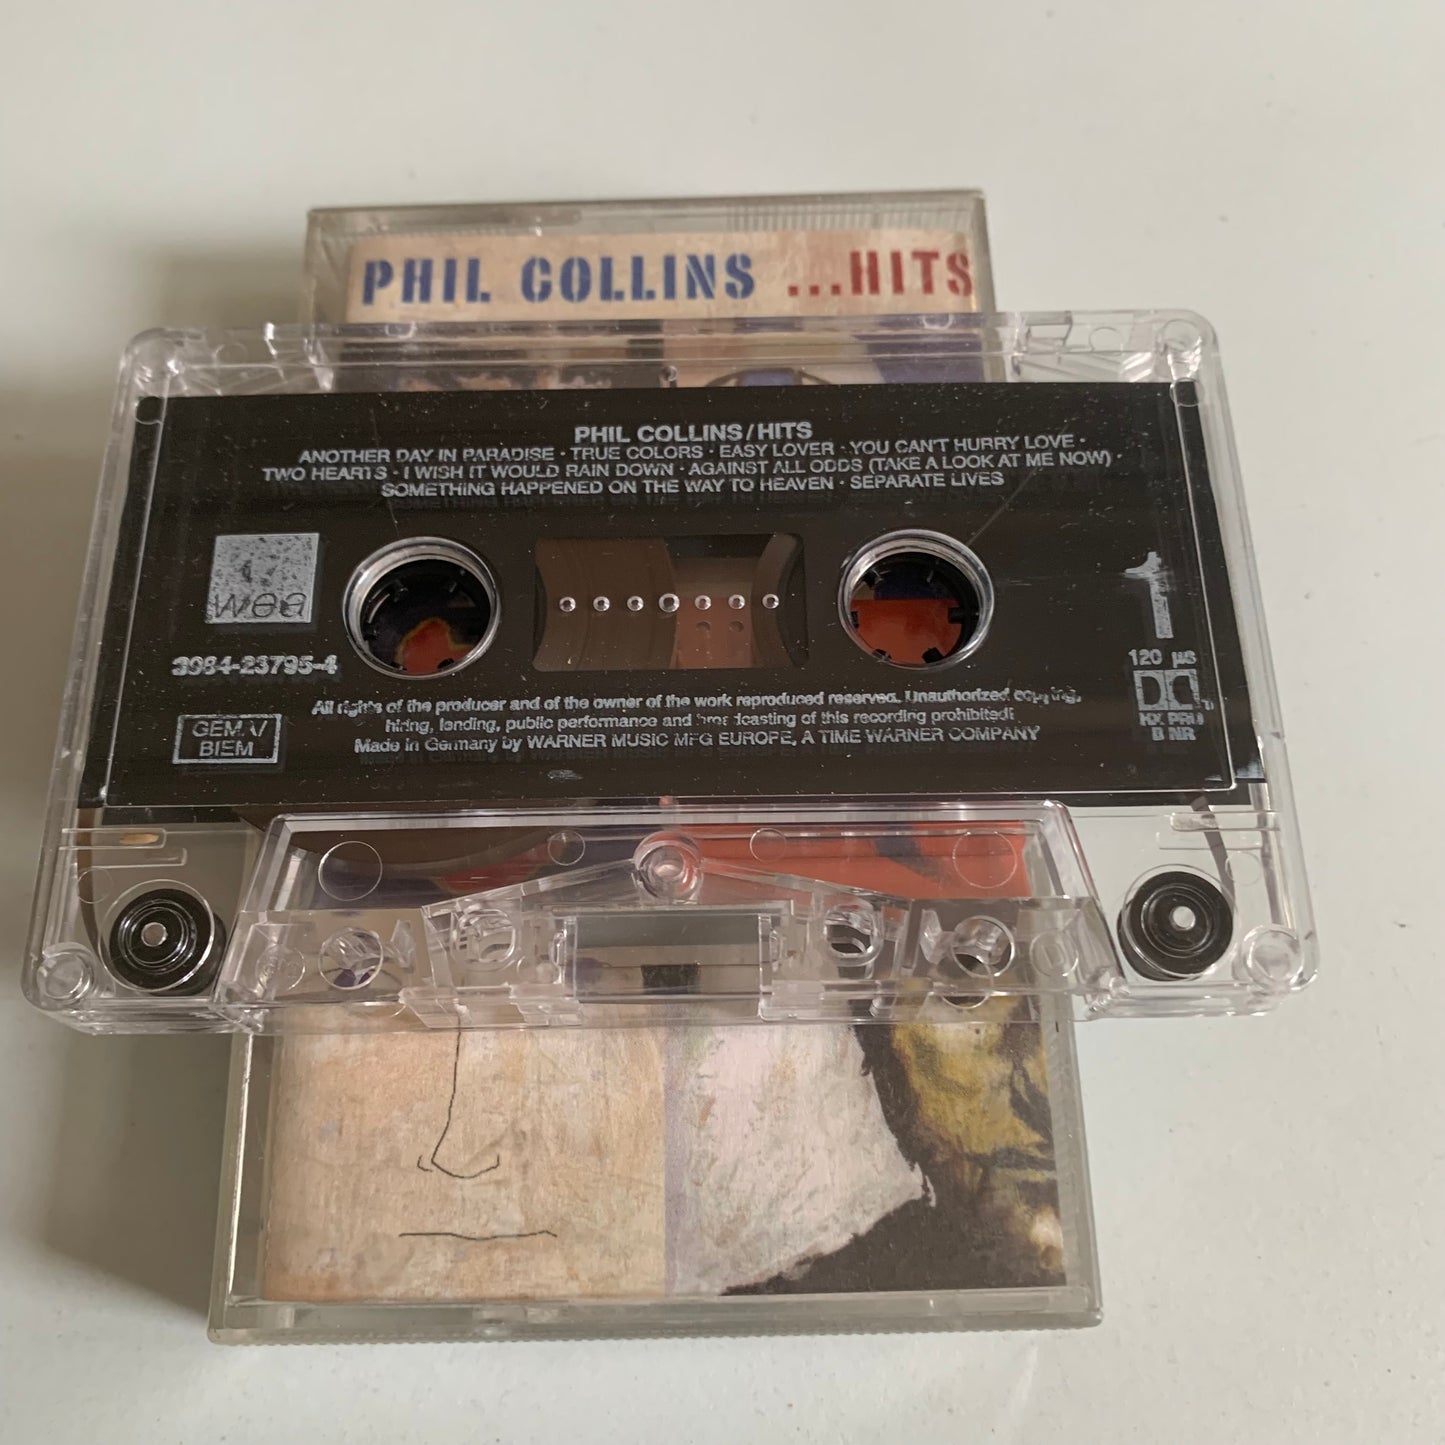 PHIL COLLINS ...HITS
PHIL COLLINS/HITS
ANOTHER DAY IN PARADISE · TRUE COLORS · EASY LOVER · YOU CAN'T HURRY LOVE ·
TWO HEARTS · I WISH IT WOULD RAIN DOWN · AGAINST ALL ODDS (TAKE A LOOK AT ME NOW) ·
SOMETHING HAPPENED ON THE WAY TO HEAVEN · SEPARATE LIVES
wea
1
3984-23795-4
120 µs
HX PRO
B NR
All rights of the producer and of the owner of the work reproduced reserved. Unauthorized copying,
hiring, lending, public performance and broadcasting of this recording prohibited!
Made in Germany by WARNER MUSIC MFG EUROPE, A TIME WARNER COMPANY
GEMA/
BIEM